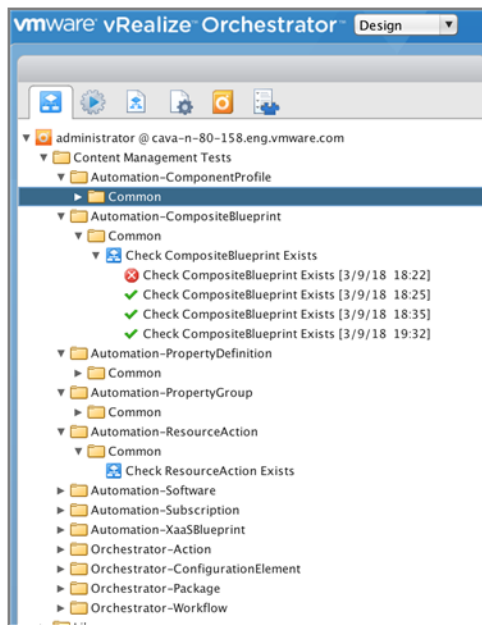 vmware vRealize™ Orchestrator™ Design
administrator @ cava-n-80-158.eng.vmware.com
Content Management Tests
Automation-ComponentProfile
Common
Automation-CompositeBlueprint
Common
Check CompositeBlueprint Exists
Check CompositeBlueprint Exists [3/9/18 18:22]
Check CompositeBlueprint Exists [3/9/18 18:25]
Check CompositeBlueprint Exists [3/9/18 18:35]
Check CompositeBlueprint Exists [3/9/18 19:32]
Automation-PropertyDefinition
Common
Automation-PropertyGroup
Common
Automation-ResourceAction
Common
Check ResourceAction Exists
Automation-Software
Automation-Subscription
Automation-XaaSBlueprint
Orchestrator-Action
Orchestrator-ConfigurationElement
Orchestrator-Package
Orchestrator-Workflow